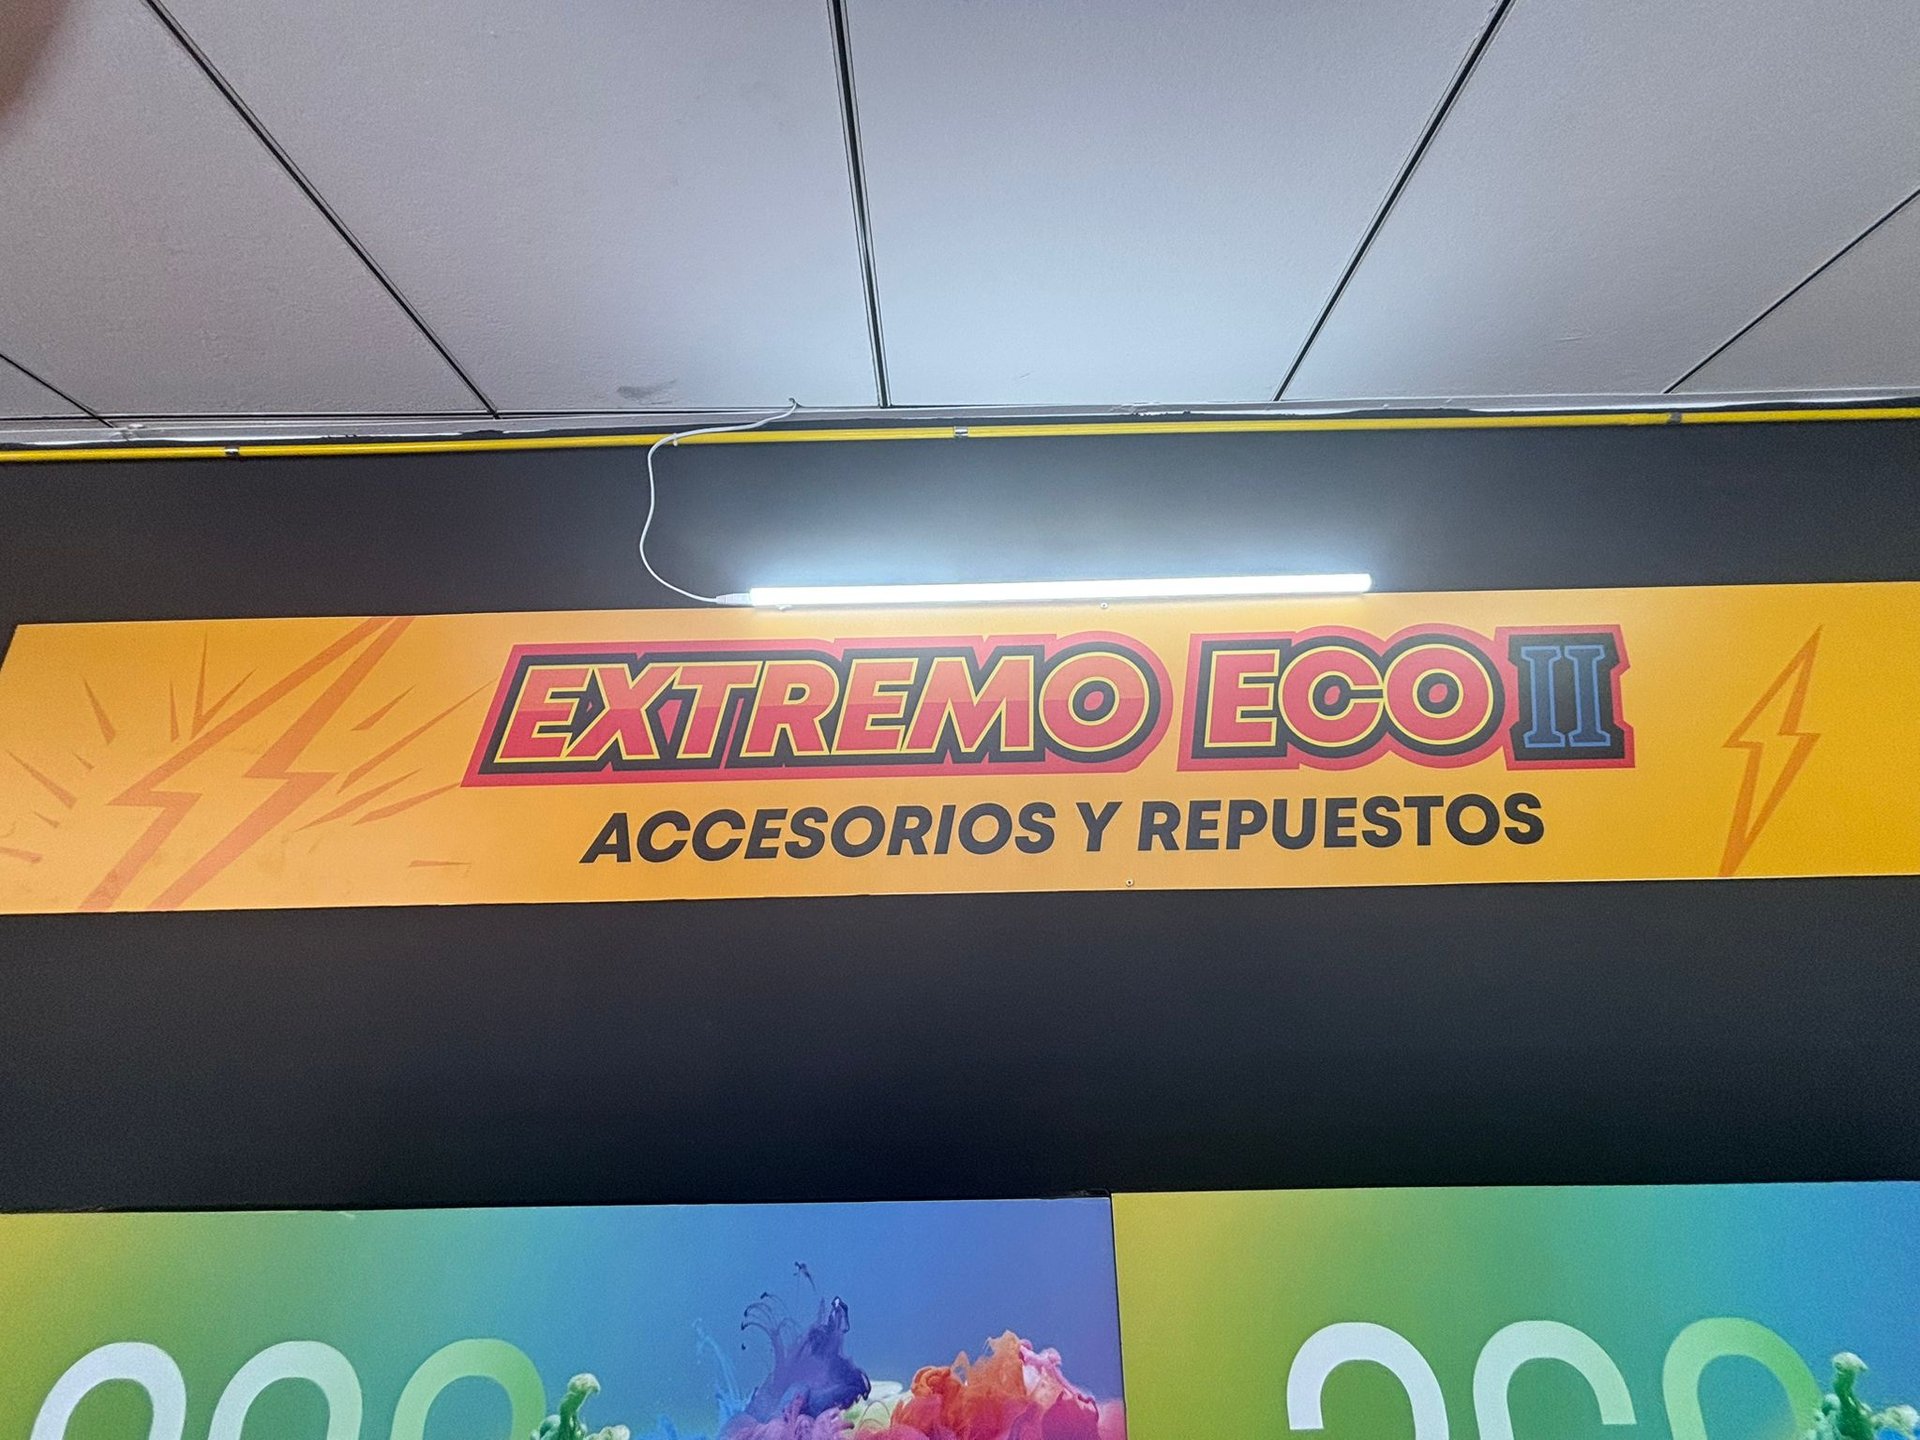 EXTREMO ECO II
ACCESORIOS Y REPUESTOS